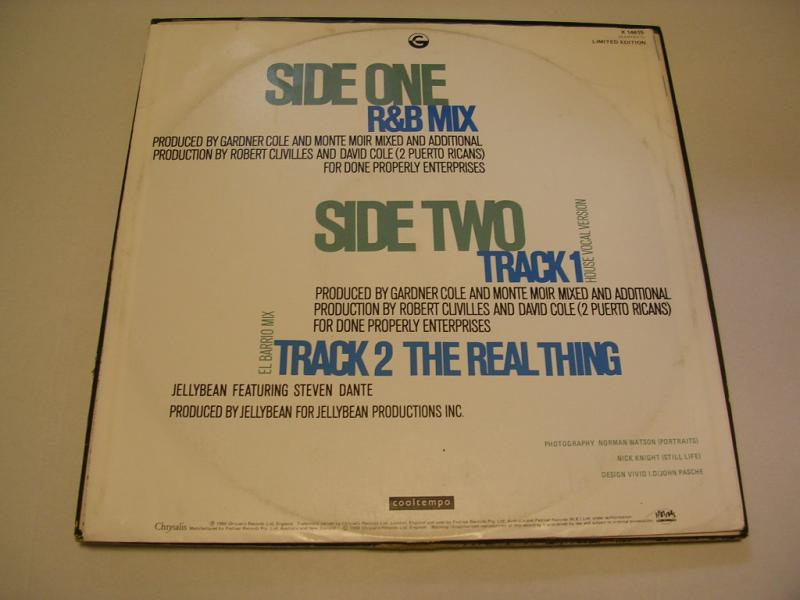 X 14615
LIMITED EDITION
SIDE ONE
R&B MIX
PRODUCED BY GARDNER COLE AND MONTE MOIR MIXED AND ADDITIONAL
PRODUCTION BY ROBERT CLIVILLES AND DAVID COLE (2 PUERTO RICANS)
FOR DONE PROPERLY ENTERPRISES
SIDE TWO
TRACK 1
HOUSE VOCAL VERSION
PRODUCED BY GARDNER COLE AND MONTE MOIR MIXED AND ADDITIONAL
PRODUCTION BY ROBERT CLIVILLES AND DAVID COLE (2 PUERTO RICANS)
FOR DONE PROPERLY ENTERPRISES
EL BARRIO MIX
TRACK 2 THE REAL THING
JELLYBEAN FEATURING STEVEN DANTE
PRODUCED BY JELLYBEAN FOR JELLYBEAN PRODUCTIONS INC.
PHOTOGRAPHY NORMAN WATSON (PORTRAITS)
NICK KNIGHT (STILL LIFE)
DESIGN VIVID I.D/JOHN PASCHE
cooltempo
Chrysalis